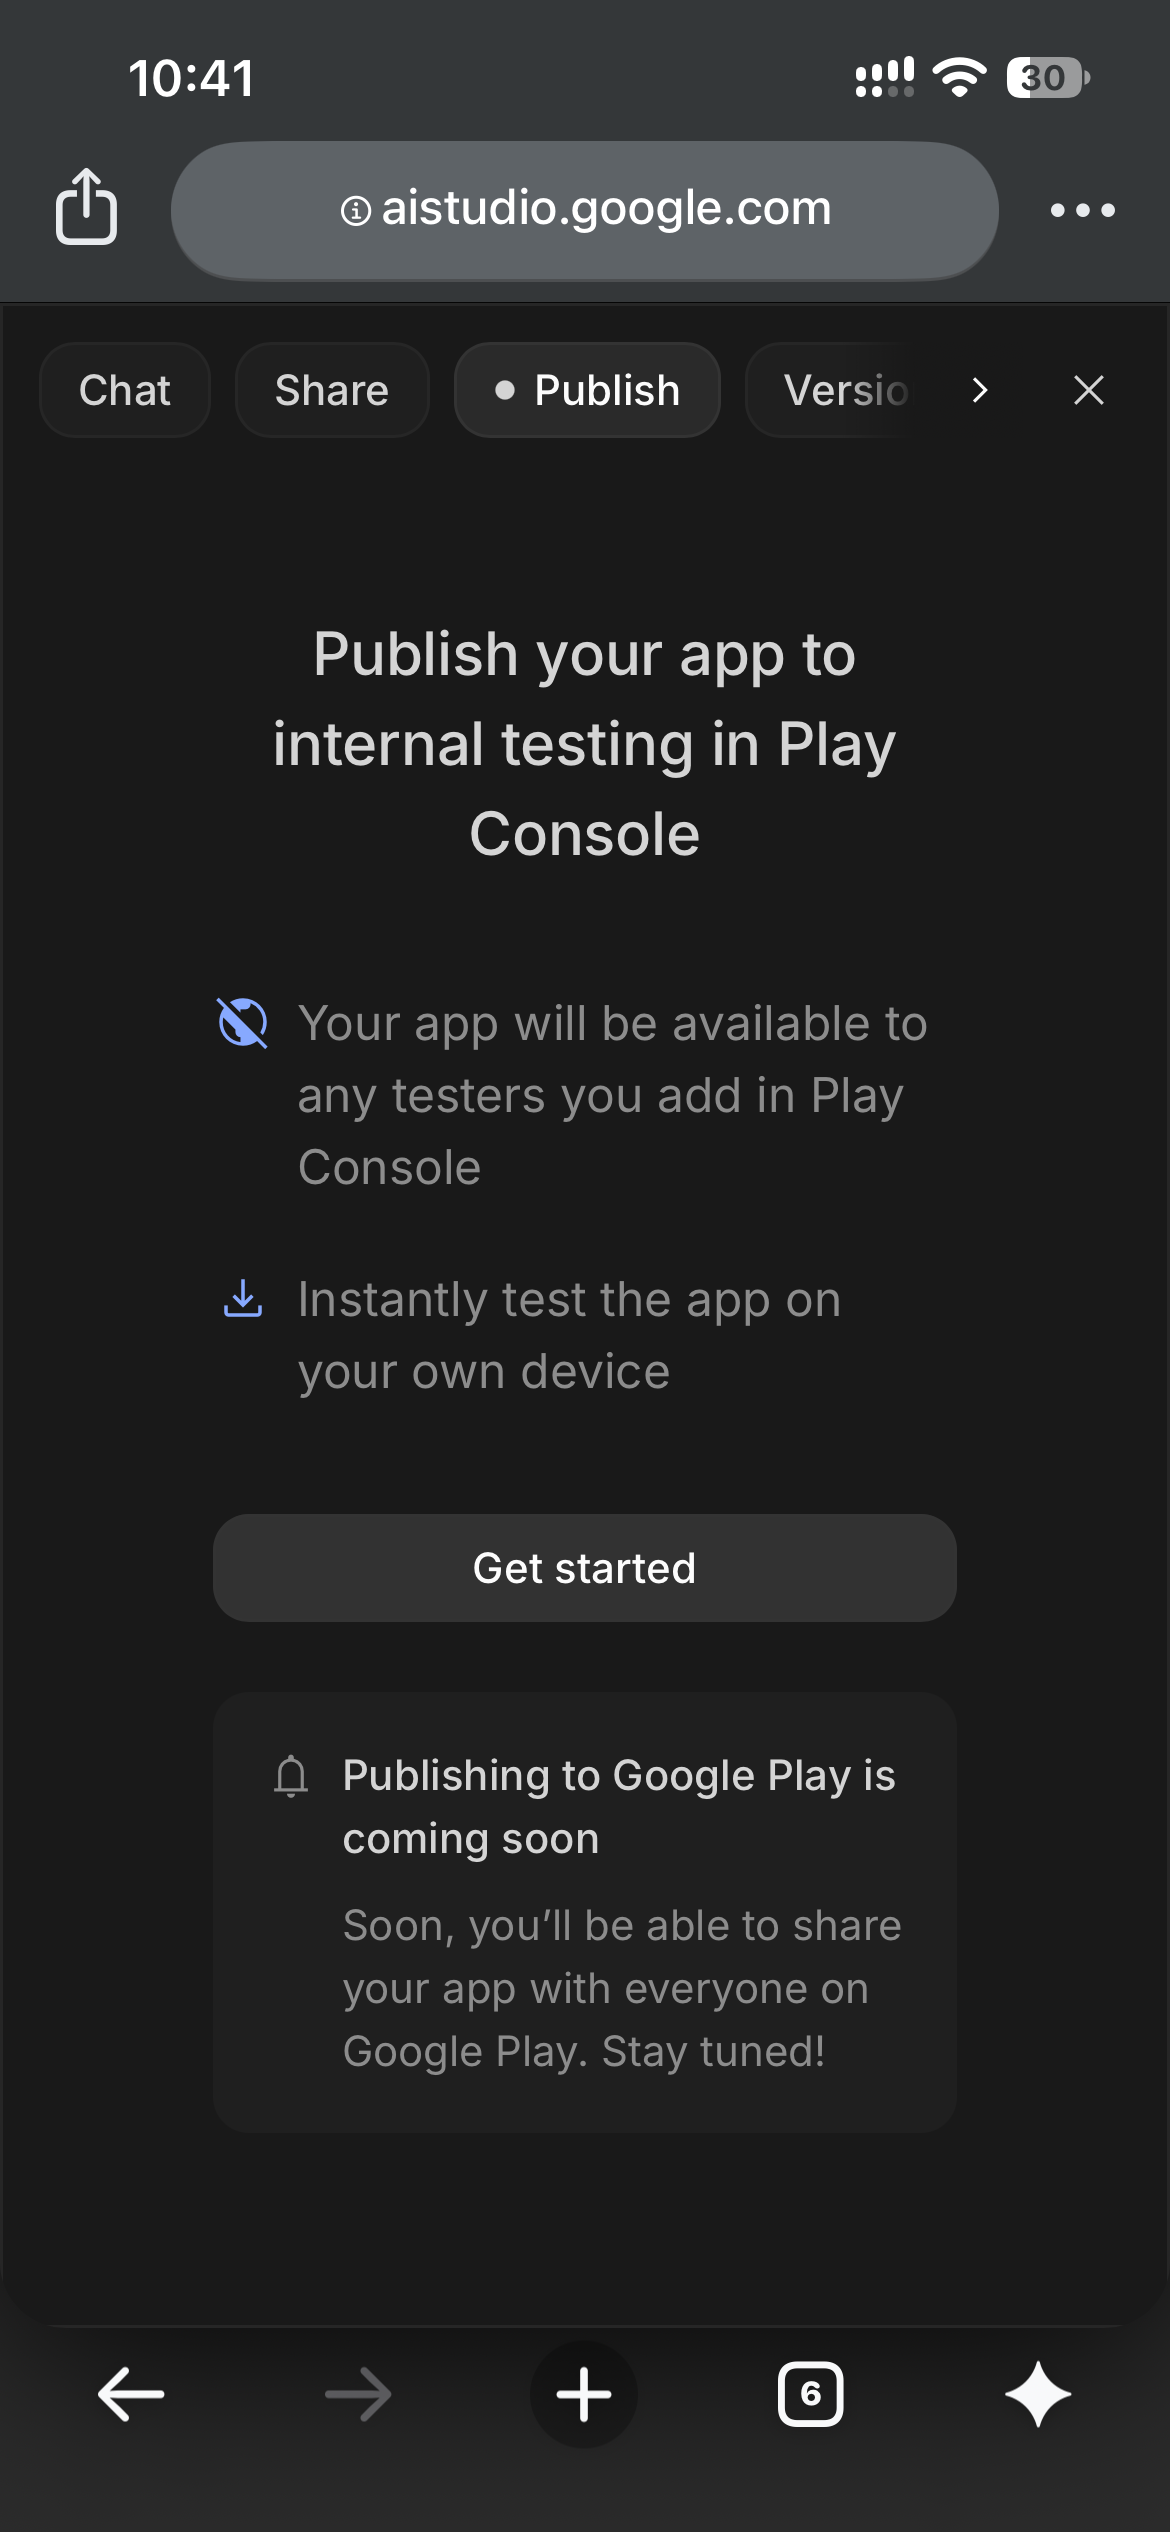 10:41
30
aistudio.google.com
Chat
Share
Publish
Versio
Publish your app to
internal testing in Play
Console
Your app will be available to
any testers you add in Play
Console
Instantly test the app on
your own device
Get started
Publishing to Google Play is
coming soon
Soon, you’ll be able to share
your app with everyone on
Google Play. Stay tuned!
6